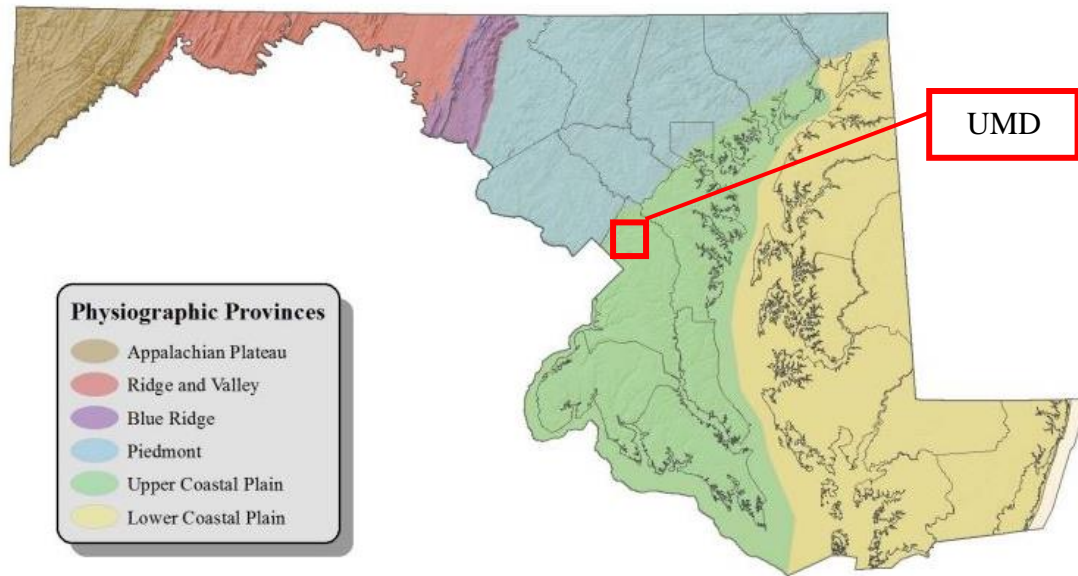 UMD
Physiographic Provinces
Appalachian Plateau
Ridge and Valley
Blue Ridge
Piedmont
Upper Coastal Plain
Lower Coastal Plain